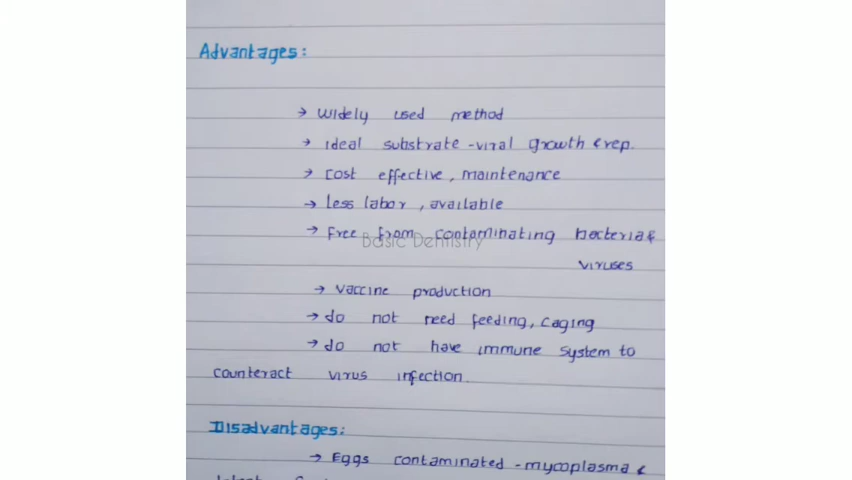 Advantages:
→ widely used method
→ ideal substrate - viral growth & rep.
→ cost effective, maintenance
→ less labor, available
→ free from contaminating bacteria &
Basic Dentistry
viruses
→ vaccine production
→ do not need feeding, caging
→ do not have immune system to
counteract virus infection.
Disadvantages:
→ Eggs contaminated - mycoplasma &